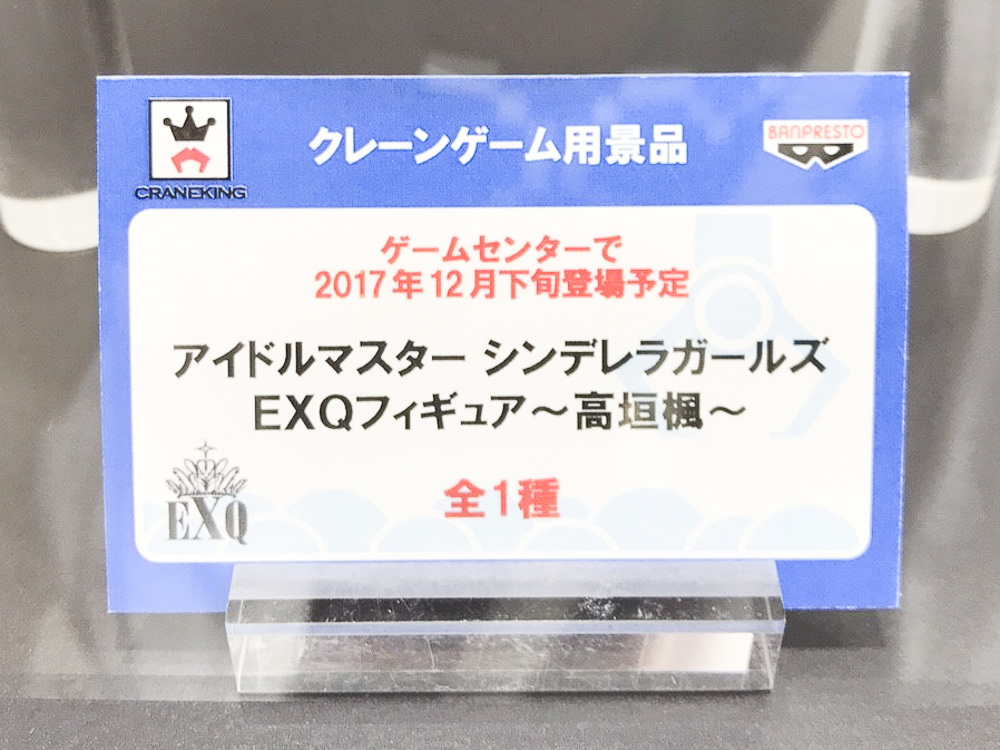 CRANEKING
クレーンゲーム用景品
BANPRESTO
ゲームセンターで
2017年12月下旬登場予定
アイドルマスター シンデレラガールズ
EXQフィギュア～高垣楓～
EXQ
全1種